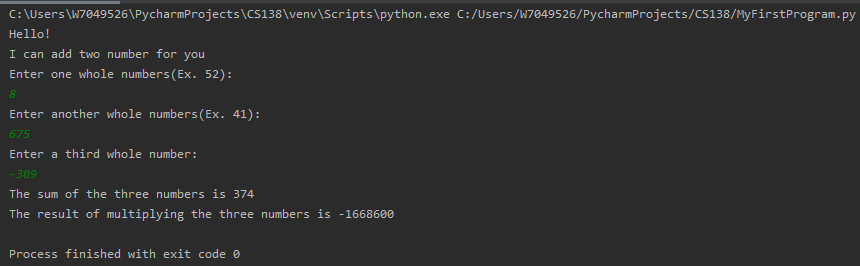 C:\Users\W7049526\PycharmProjects\CS138\venv\Scripts\python.exe C:/Users/W7049526/PycharmProjects/CS138/MyFirstProgram.py
Hello!
I can add two number for you
Enter one whole numbers(Ex. 52):
8
Enter another whole numbers(Ex. 41):
675
Enter a third whole number:
-309
The sum of the three numbers is 374
The result of multiplying the three numbers is -1668600
Process finished with exit code 0